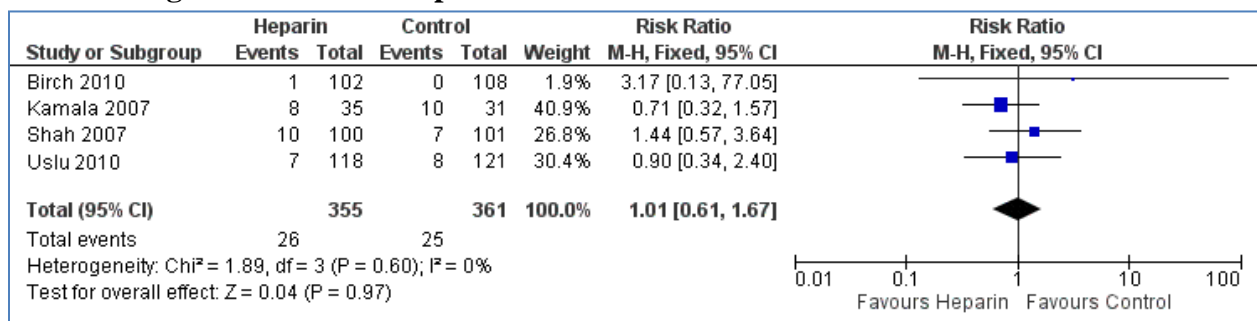 Heparin Control Risk Ratio Risk Ratio
Study or Subgroup Events Total Events Total Weight M-H, Fixed, 95% CI M-H, Fixed, 95% CI
Birch 2010 1 102 0 108 1.9% 3.17 [0.13, 77.05]
Kamala 2007 8 35 10 31 40.9% 0.71 [0.32, 1.57]
Shah 2007 10 100 7 101 26.8% 1.44 [0.57, 3.64]
Uslu 2010 7 118 8 121 30.4% 0.90 [0.34, 2.40]
Total (95% CI) 355 361 100.0% 1.01 [0.61, 1.67]
Total events 26 25
Heterogeneity: Chi² = 1.89, df = 3 (P = 0.60); I² = 0%
Test for overall effect: Z = 0.04 (P = 0.97)
0.01 0.1 1 10 100
Favours Heparin Favours Control